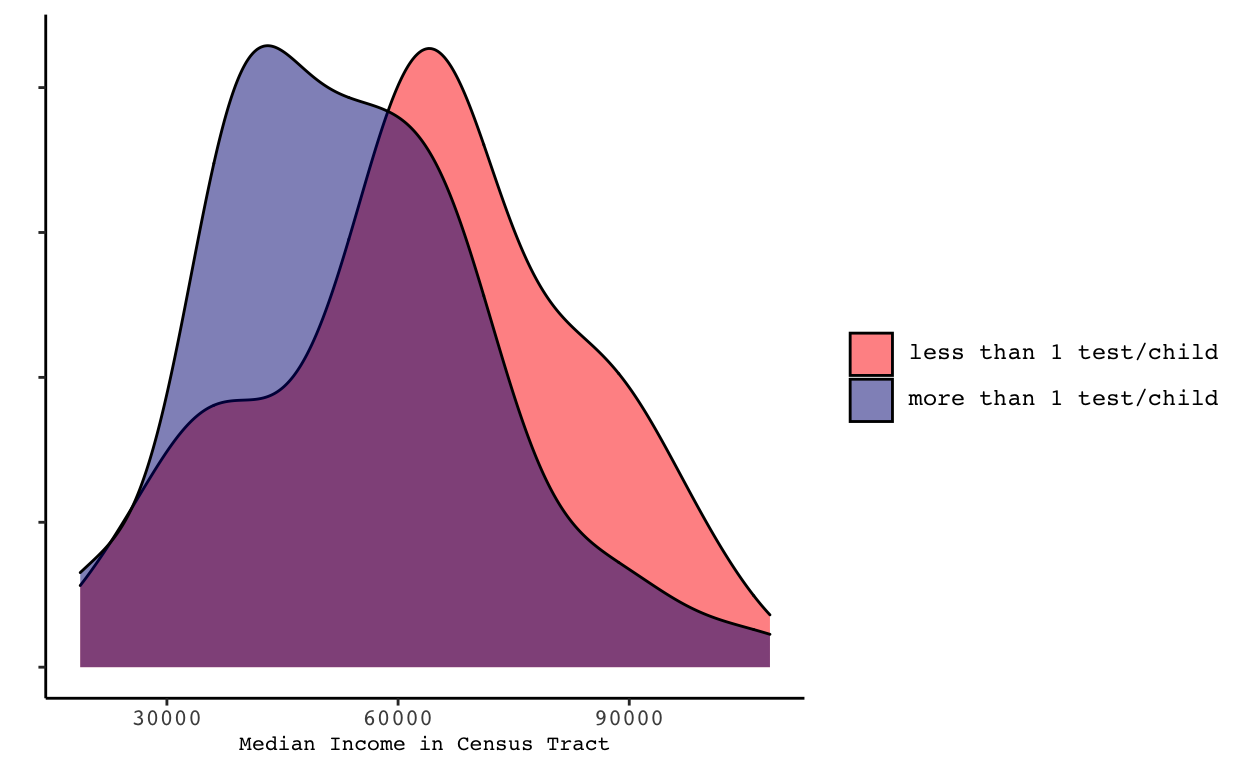 less than 1 test/child
more than 1 test/child
30000 60000 90000
Median Income in Census Tract